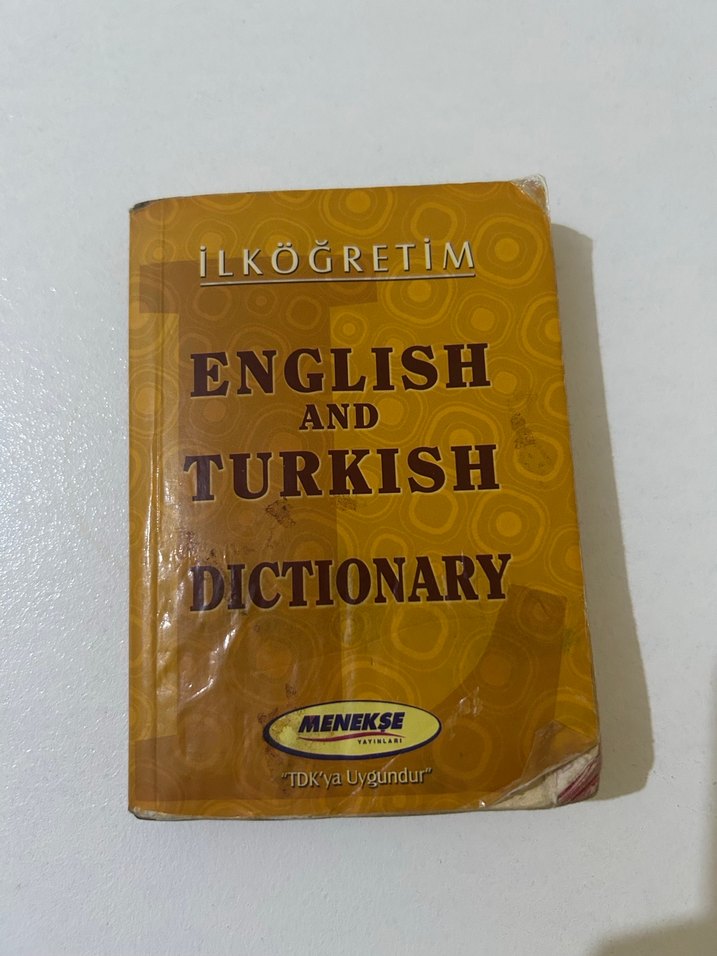 İLKÖĞRETİM
ENGLISH
AND
TURKISH
DICTIONARY
MENEKŞE
YAYINLARI
"TDK'ya Uygundur"